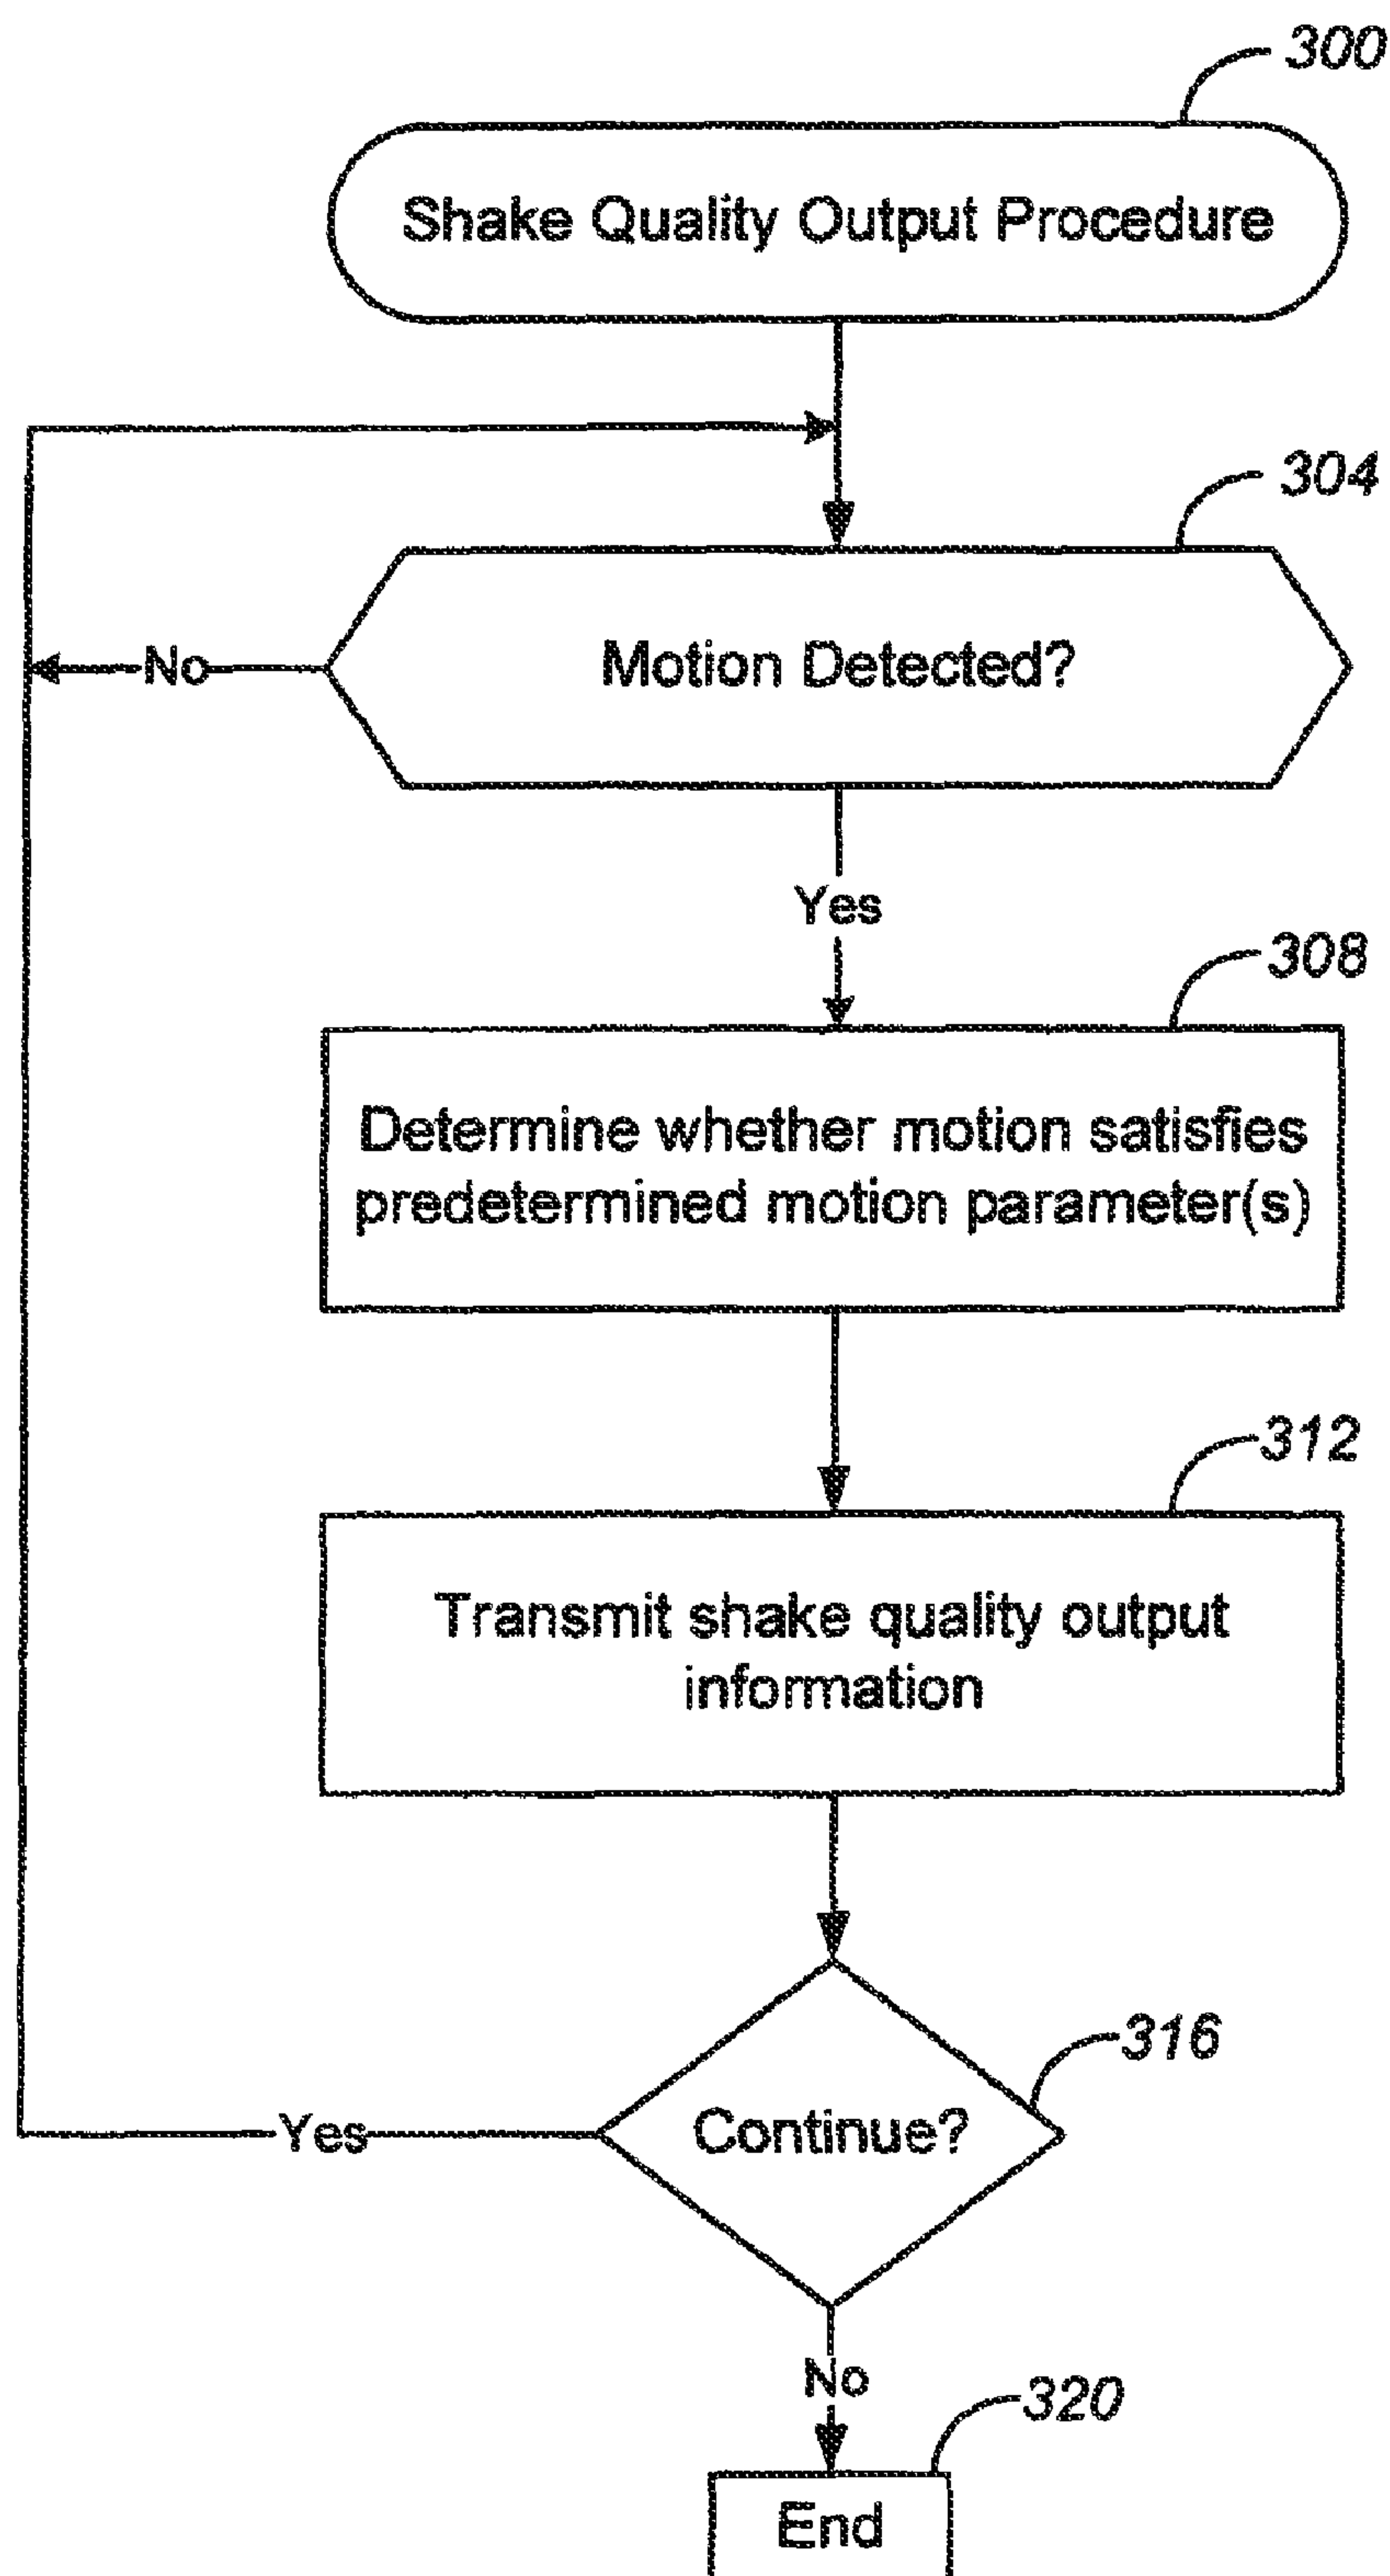 300
Shake Quality Output Procedure
304
Motion Detected?
No
Yes
308
Determine whether motion satisfies
predetermined motion parameter(s)
312
Transmit shake quality output
information
316
Continue?
Yes
No
320
End